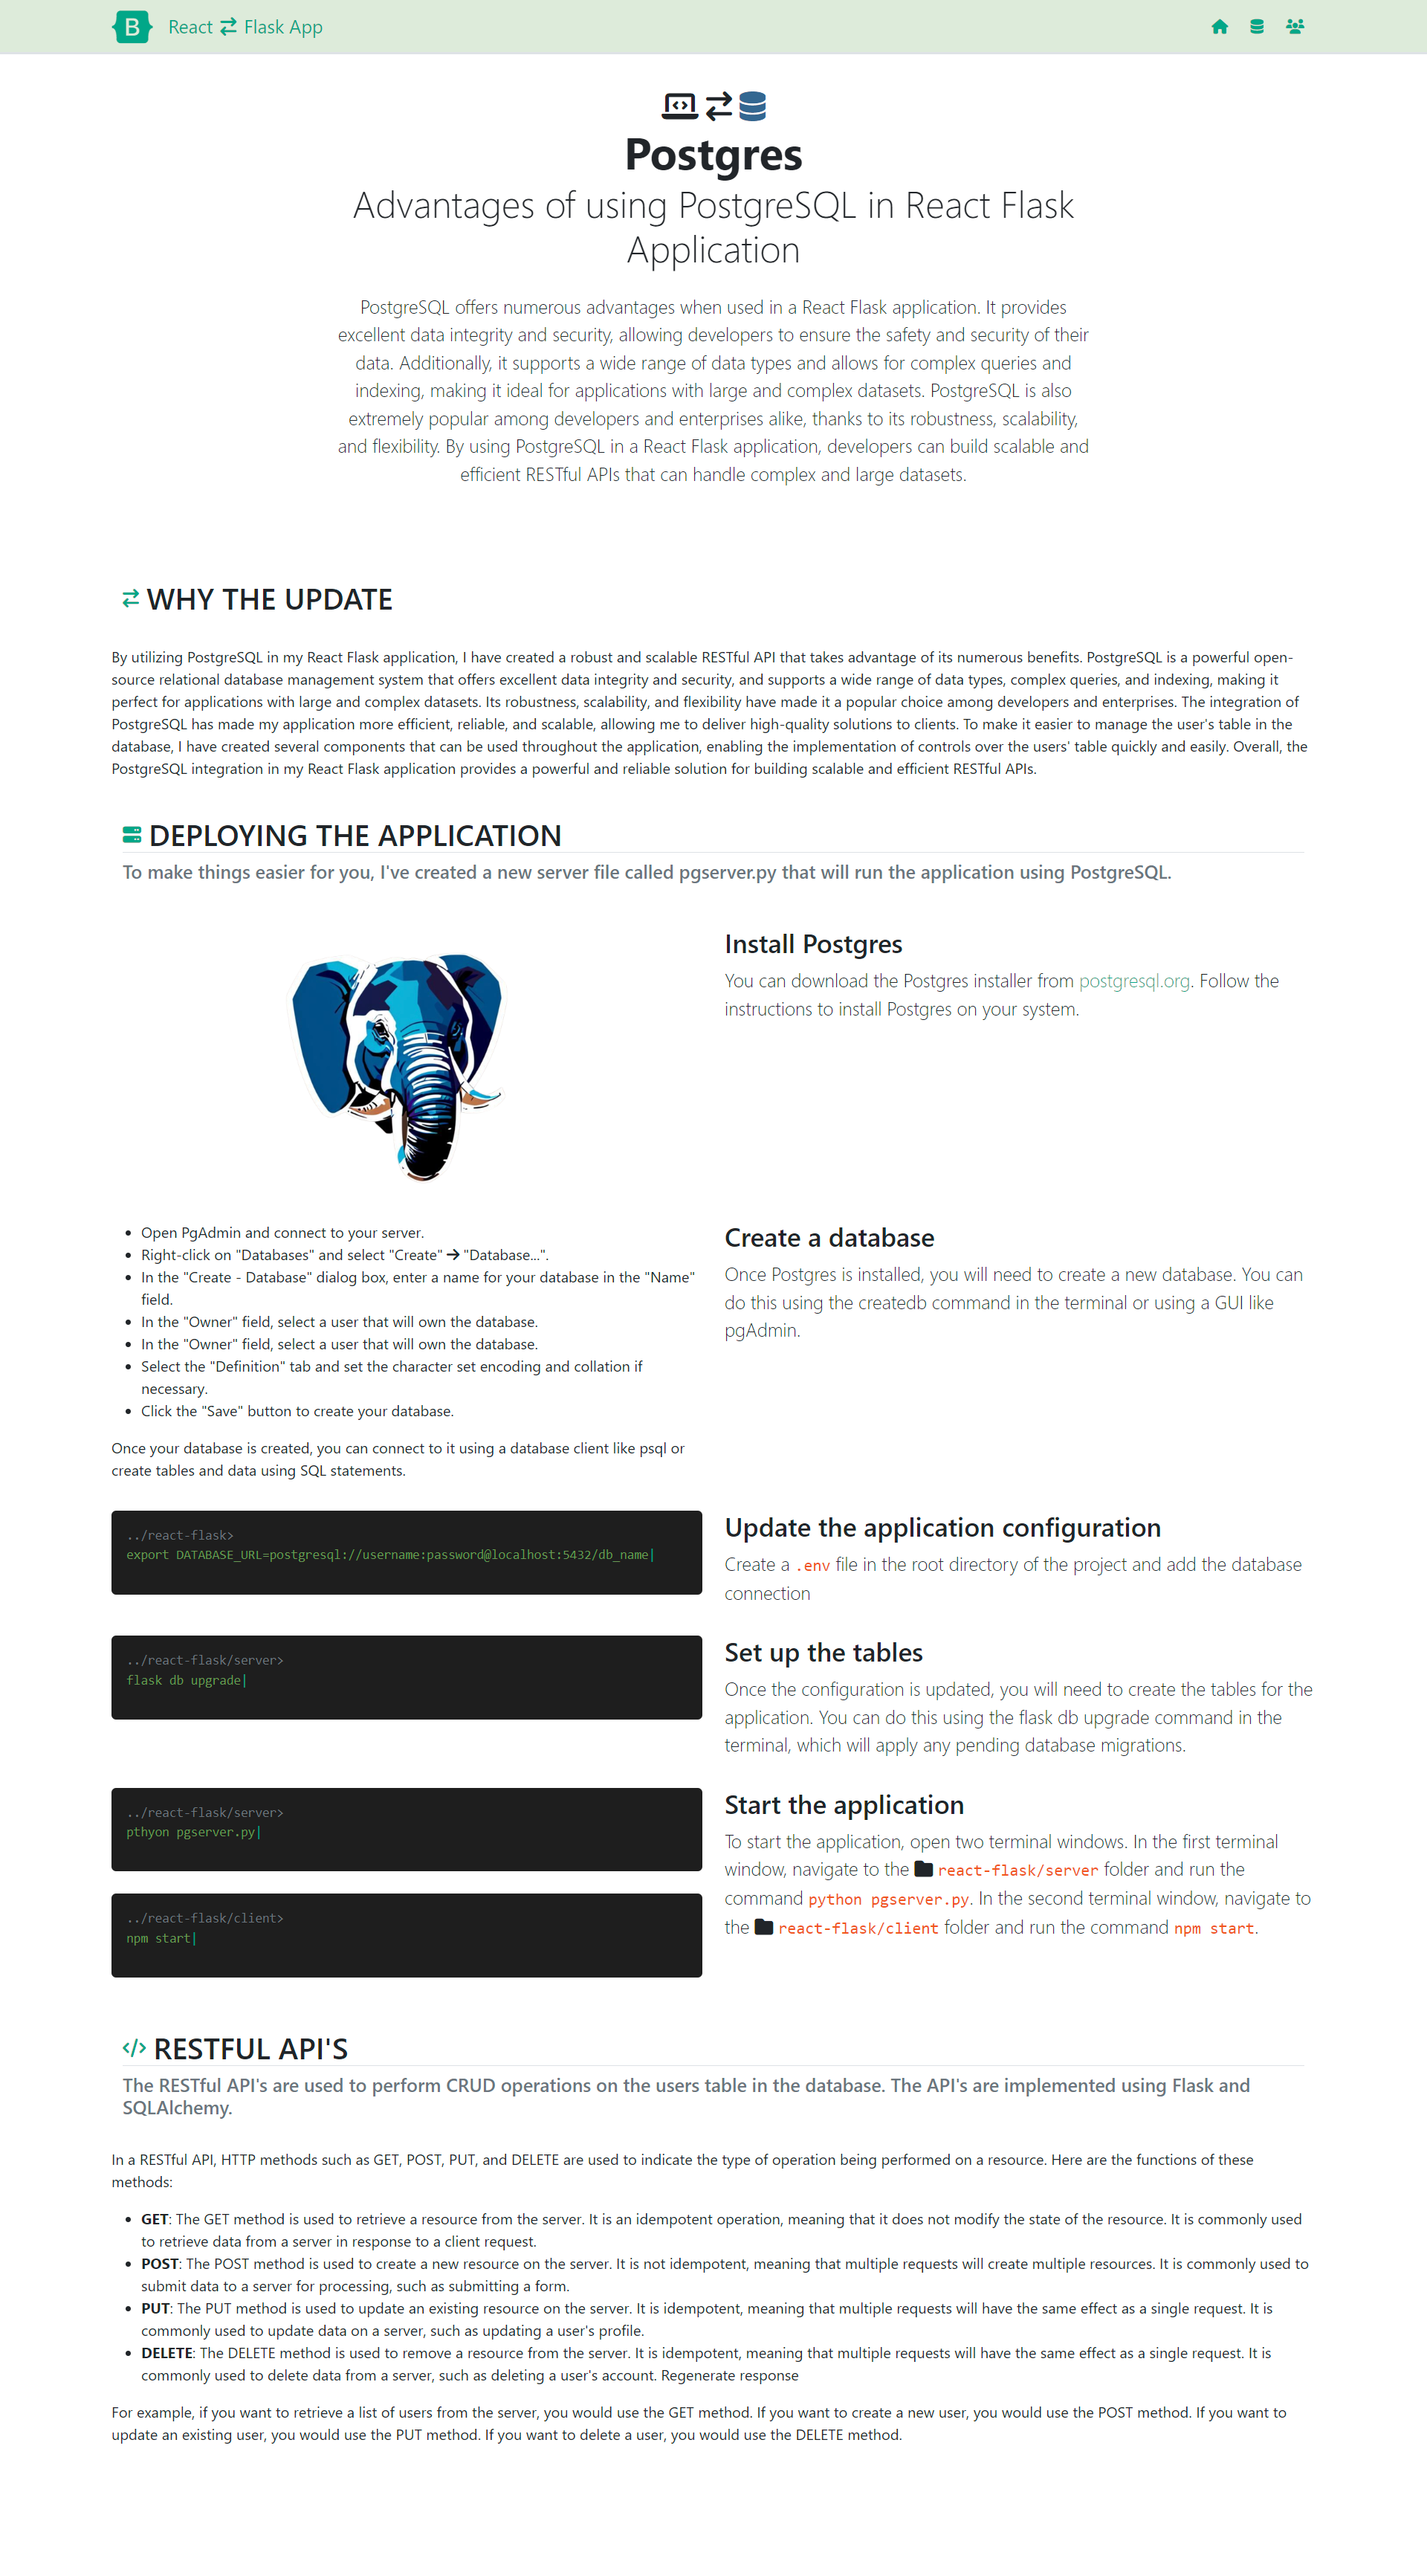 B React Flask App
Postgres
Advantages of using PostgreSQL in React Flask
Application
PostgreSQL offers numerous advantages when used in a React Flask application. It provides
excellent data integrity and security, allowing developers to ensure the safety and security of their
data. Additionally, it supports a wide range of data types and allows for complex queries and
indexing, making it ideal for applications with large and complex datasets. PostgreSQL is also
extremely popular among developers and enterprises alike, thanks to its robustness, scalability,
and flexibility. By using PostgreSQL in a React Flask application, developers can build scalable and
efficient RESTful APIs that can handle complex and large datasets.
WHY THE UPDATE
By utilizing PostgreSQL in my React Flask application, I have created a robust and scalable RESTful API that takes advantage of its numerous benefits. PostgreSQL is a powerful open-
source relational database management system that offers excellent data integrity and security, and supports a wide range of data types, complex queries, and indexing, making it
perfect for applications with large and complex datasets. Its robustness, scalability, and flexibility have made it a popular choice among developers and enterprises. The integration of
PostgreSQL has made my application more efficient, reliable, and scalable, allowing me to deliver high-quality solutions to clients. To make it easier to manage the user's table in the
database, I have created several components that can be used throughout the application, enabling the implementation of controls over the users' table quickly and easily. Overall, the
PostgreSQL integration in my React Flask application provides a powerful and reliable solution for building scalable and efficient RESTful APIs.
DEPLOYING THE APPLICATION
To make things easier for you, I've created a new server file called pgserver.py that will run the application using PostgreSQL.
Install Postgres
You can download the Postgres installer from postgresql.org. Follow the
instructions to install Postgres on your system.
• Open PgAdmin and connect to your server.
• Right-click on "Databases" and select "Create" → "Database...".
• In the "Create - Database" dialog box, enter a name for your database in the "Name"
field.
• In the "Owner" field, select a user that will own the database.
• In the "Owner" field, select a user that will own the database.
• Select the "Definition" tab and set the character set encoding and collation if
necessary.
• Click the "Save" button to create your database.
Once your database is created, you can connect to it using a database client like psql or
create tables and data using SQL statements.
Create a database
Once Postgres is installed, you will need to create a new database. You can
do this using the createdb command in the terminal or using a GUI like
pgAdmin.
../react-flask>
export DATABASE_URL=postgresql://username:password@localhost:5432/db_name|
Update the application configuration
Create a .env file in the root directory of the project and add the database
connection
../react-flask/server>
flask db upgrade|
Set up the tables
Once the configuration is updated, you will need to create the tables for the
application. You can do this using the flask db upgrade command in the
terminal, which will apply any pending database migrations.
../react-flask/server>
pthyon pgserver.py|
../react-flask/client>
npm start|
Start the application
To start the application, open two terminal windows. In the first terminal
window, navigate to the react-flask/server folder and run the
command python pgserver.py. In the second terminal window, navigate to
the react-flask/client folder and run the command npm start.
RESTFUL API'S
The RESTful API's are used to perform CRUD operations on the users table in the database. The API's are implemented using Flask and
SQLAlchemy.
In a RESTful API, HTTP methods such as GET, POST, PUT, and DELETE are used to indicate the type of operation being performed on a resource. Here are the functions of these
methods:
• GET: The GET method is used to retrieve a resource from the server. It is an idempotent operation, meaning that it does not modify the state of the resource. It is commonly used
to retrieve data from a server in response to a client request.
• POST: The POST method is used to create a new resource on the server. It is not idempotent, meaning that multiple requests will create multiple resources. It is commonly used to
submit data to a server for processing, such as submitting a form.
• PUT: The PUT method is used to update an existing resource on the server. It is idempotent, meaning that multiple requests will have the same effect as a single request. It is
commonly used to update data on a server, such as updating a user's profile.
• DELETE: The DELETE method is used to remove a resource from the server. It is idempotent, meaning that multiple requests will have the same effect as a single request. It is
commonly used to delete data from a server, such as deleting a user's account. Regenerate response
For example, if you want to retrieve a list of users from the server, you would use the GET method. If you want to create a new user, you would use the POST method. If you want to
update an existing user, you would use the PUT method. If you want to delete a user, you would use the DELETE method.